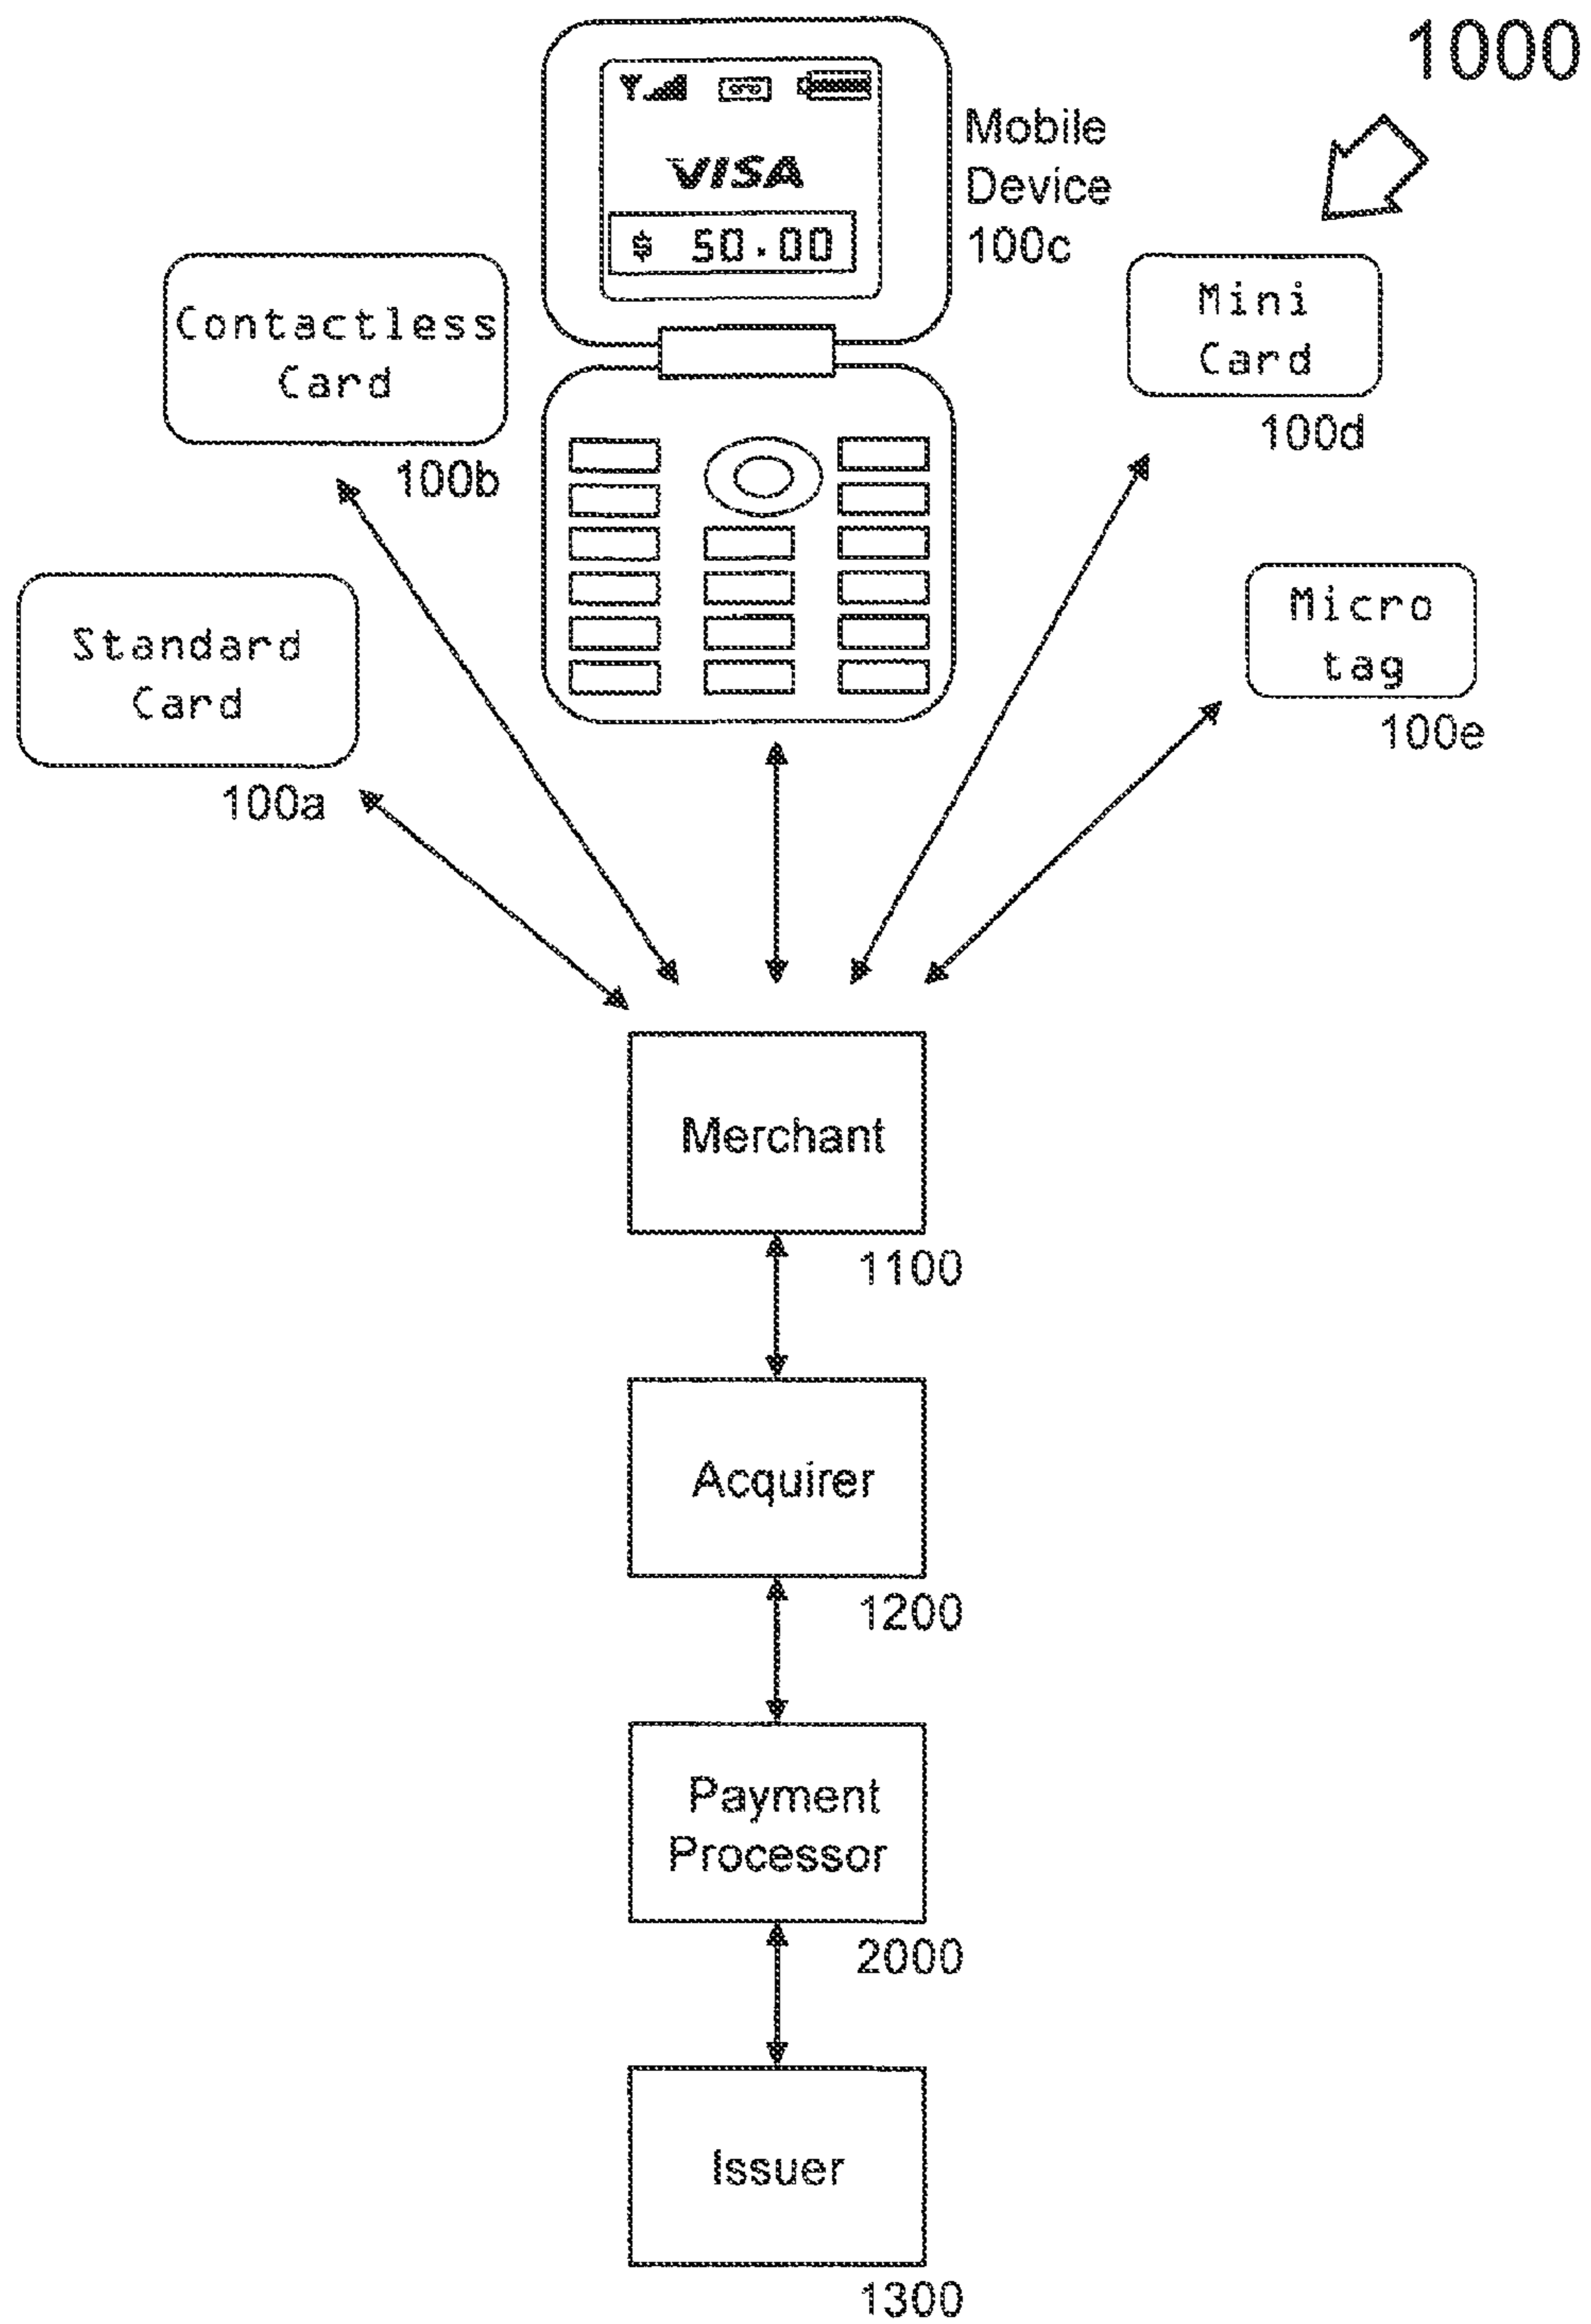 1000
VISA
$ 50.00
Mobile
Device
100c
Contactless
Card
100b
Mini
Card
100d
Standard
Card
100a
Micro
tag
100e
Merchant
1100
Acquirer
1200
Payment
Processor
2000
Issuer
1300